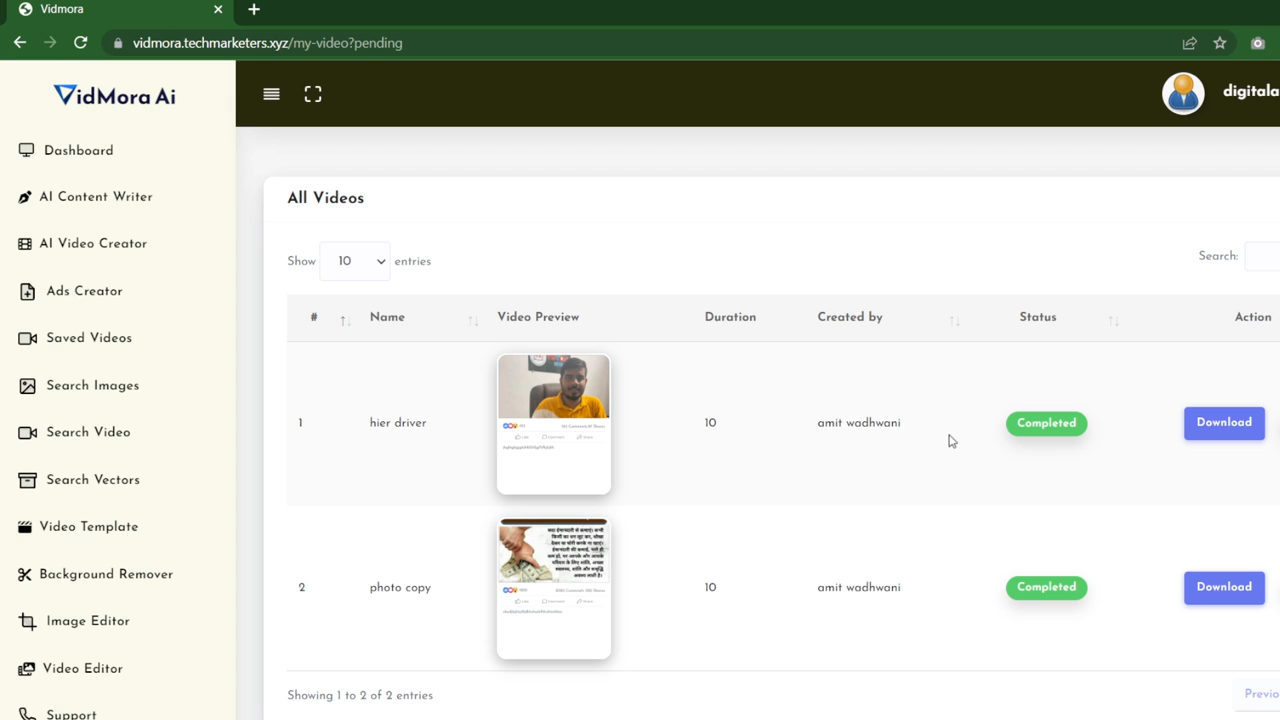 Vidmora
vidmora.techmarketers.xyz/my-video?pending
VidMora Ai
digitala
Dashboard
AI Content Writer
AI Video Creator
Ads Creator
Saved Videos
Search Images
Search Video
Search Vectors
Video Template
Background Remover
Image Editor
Video Editor
Support
All Videos
Show 10 entries
Search:
# Name Video Preview Duration Created by Status Action
1 hier driver 10 amit wadhwani Completed Download
2 photo copy 10 amit wadhwani Completed Download
Showing 1 to 2 of 2 entries
Previo